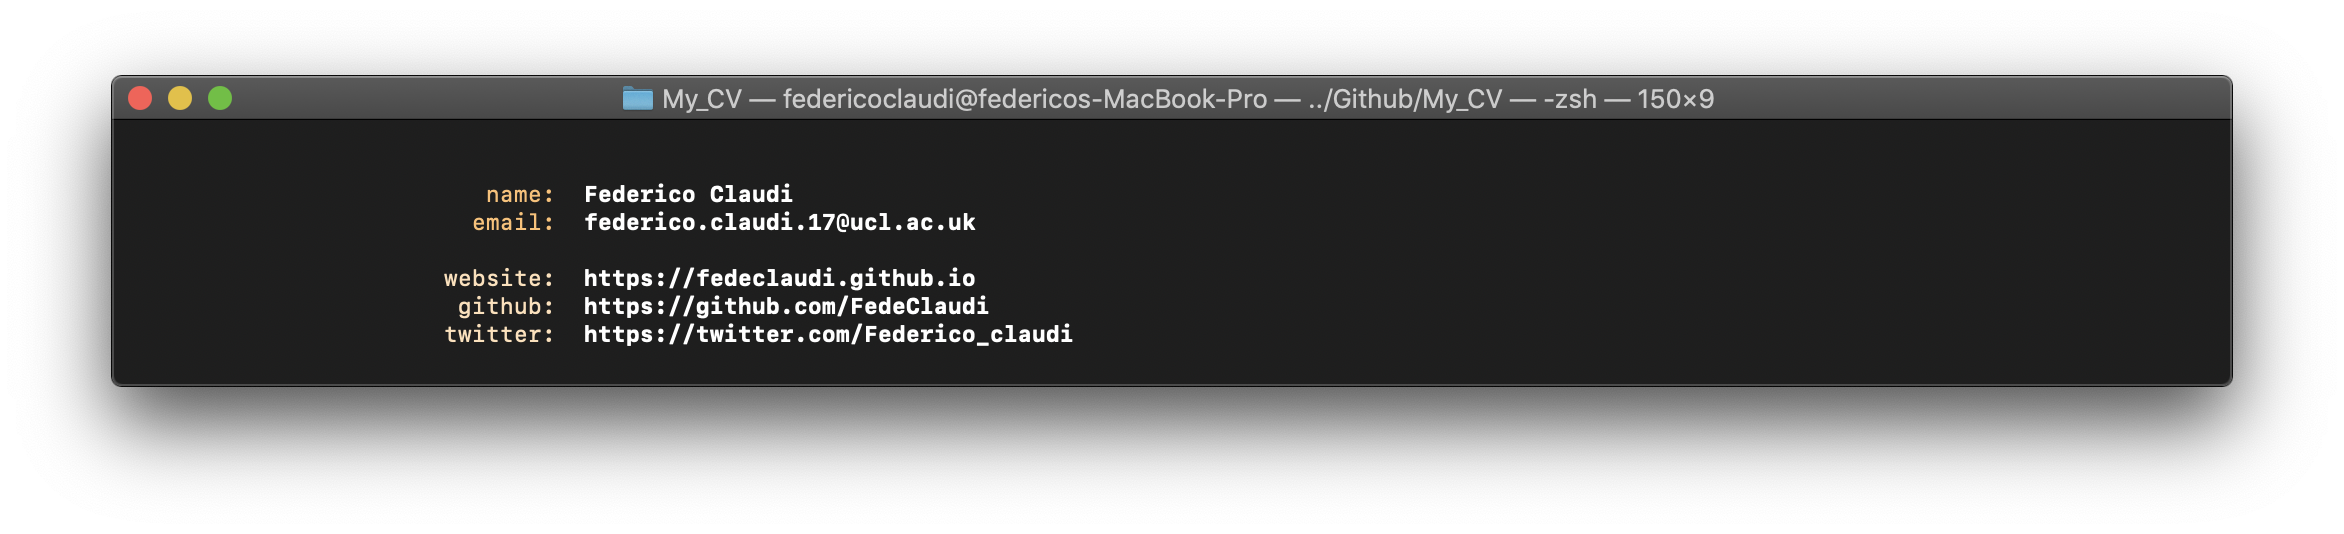 My_CV — federicoclaudi@federicos-MacBook-Pro — ../Github/My_CV — -zsh — 150×9
name: Federico Claudi
email: federico.claudi.17@ucl.ac.uk
website: https://fedeclaudi.github.io
github: https://github.com/FedeClaudi
twitter: https://twitter.com/Federico_claudi